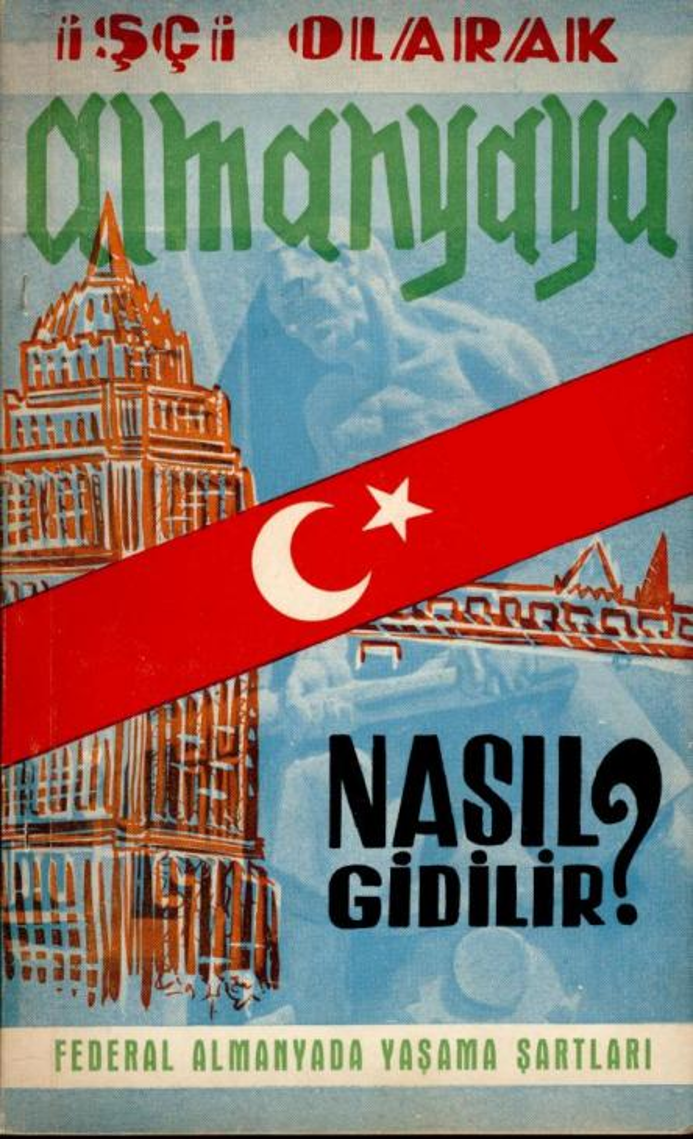 İŞÇİ OLARAK
Almanyaya
NASIL
GİDİLİR?
FEDERAL ALMANYADA YAŞAMA ŞARTLARI